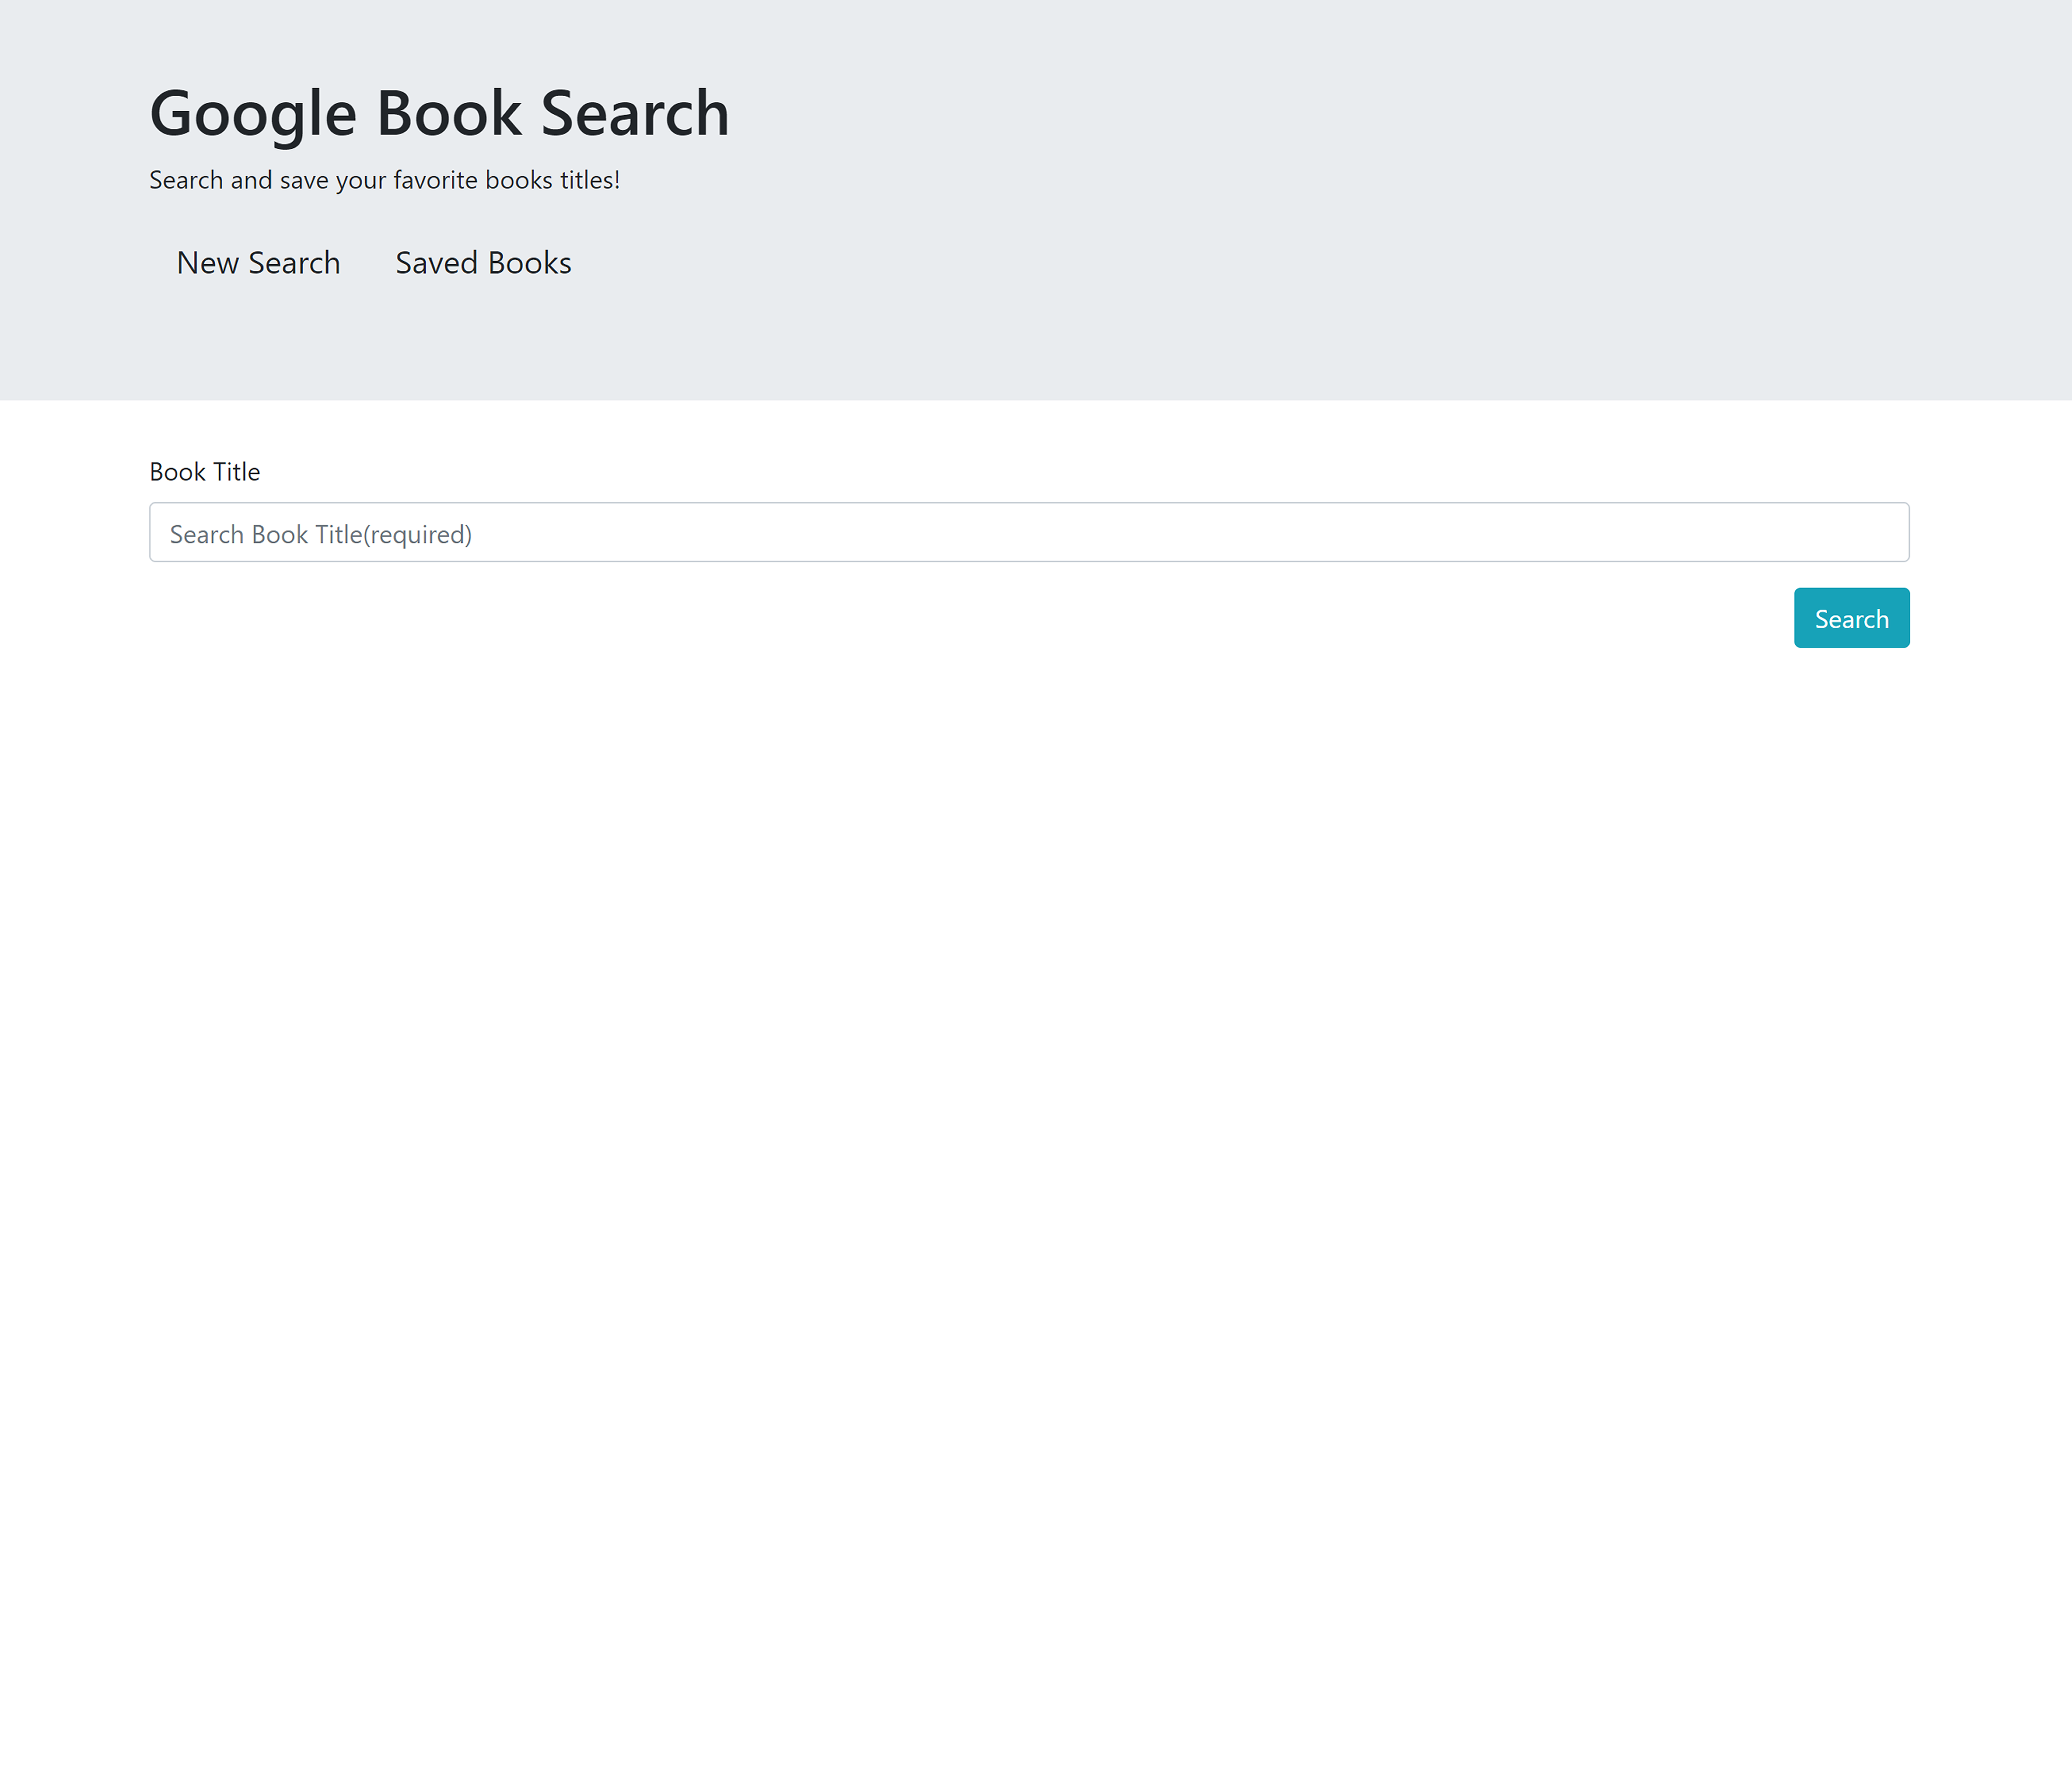 Google Book Search
Search and save your favorite books titles!
New Search Saved Books
Book Title
Search Book Title(required)
Search